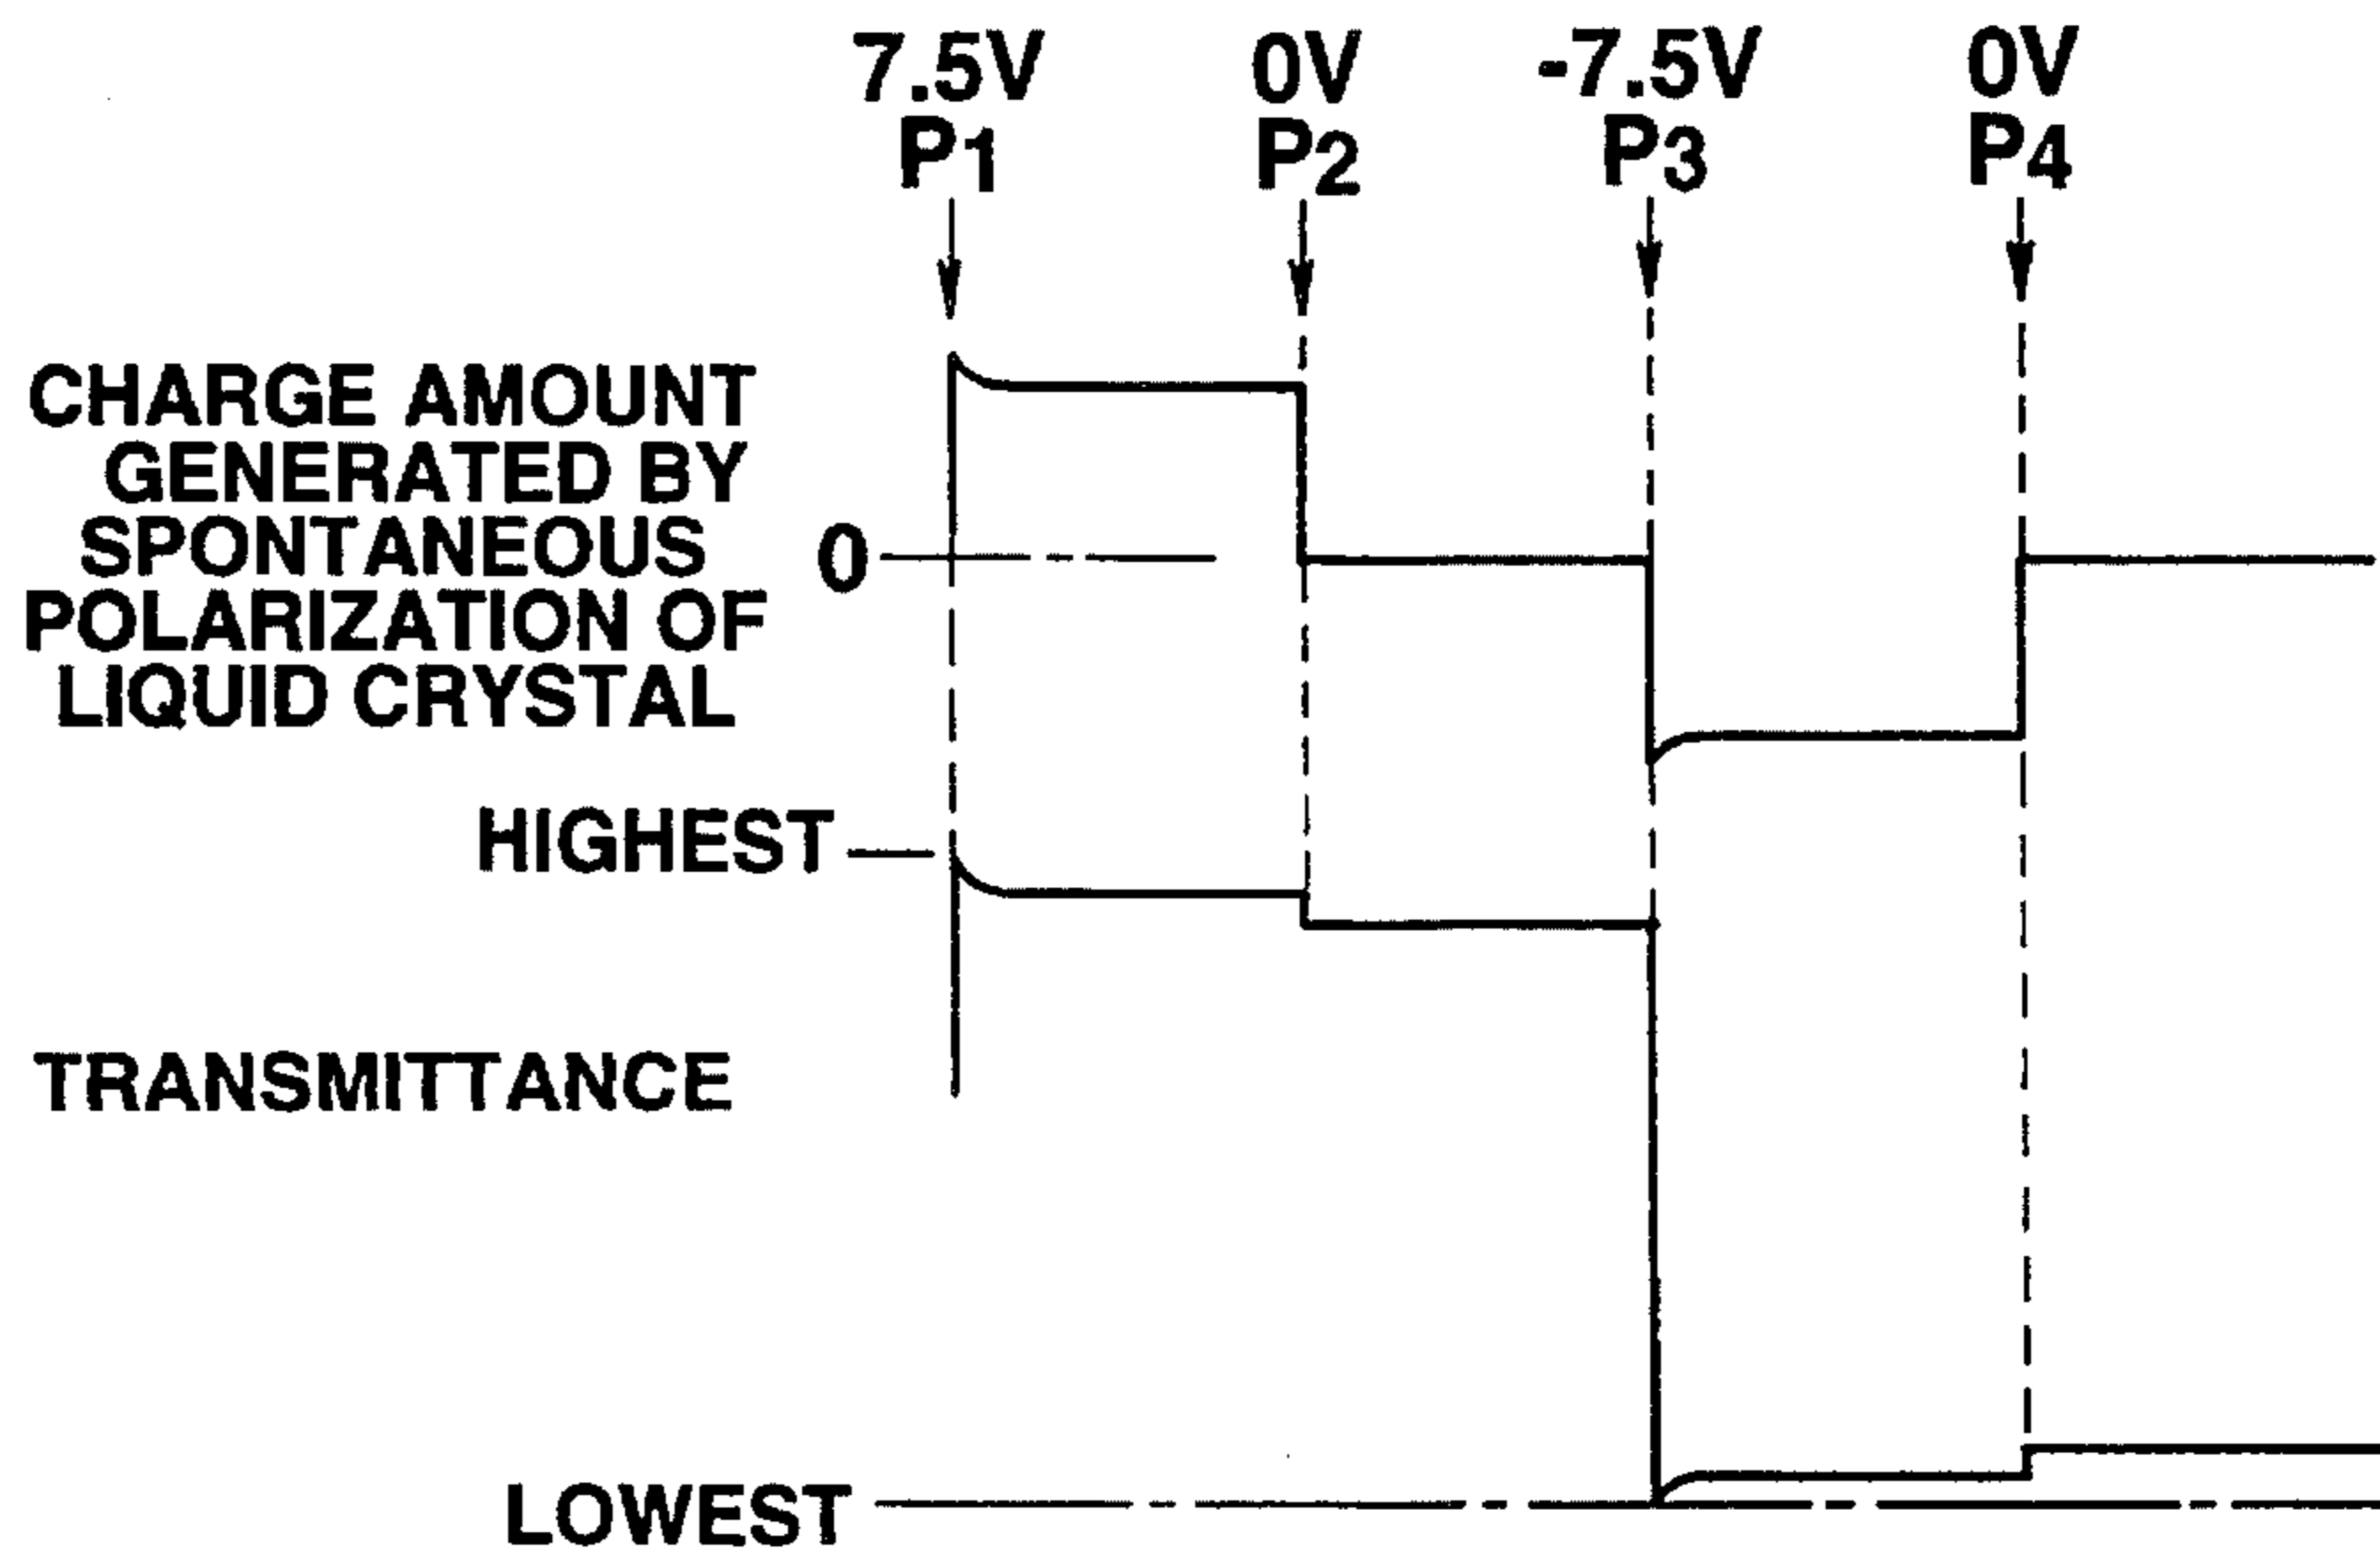 7.5V 0V -7.5V 0V
P1 P2 P3 P4
CHARGE AMOUNT
GENERATED BY
SPONTANEOUS
POLARIZATION OF
LIQUID CRYSTAL
0
HIGHEST
TRANSMITTANCE
LOWEST